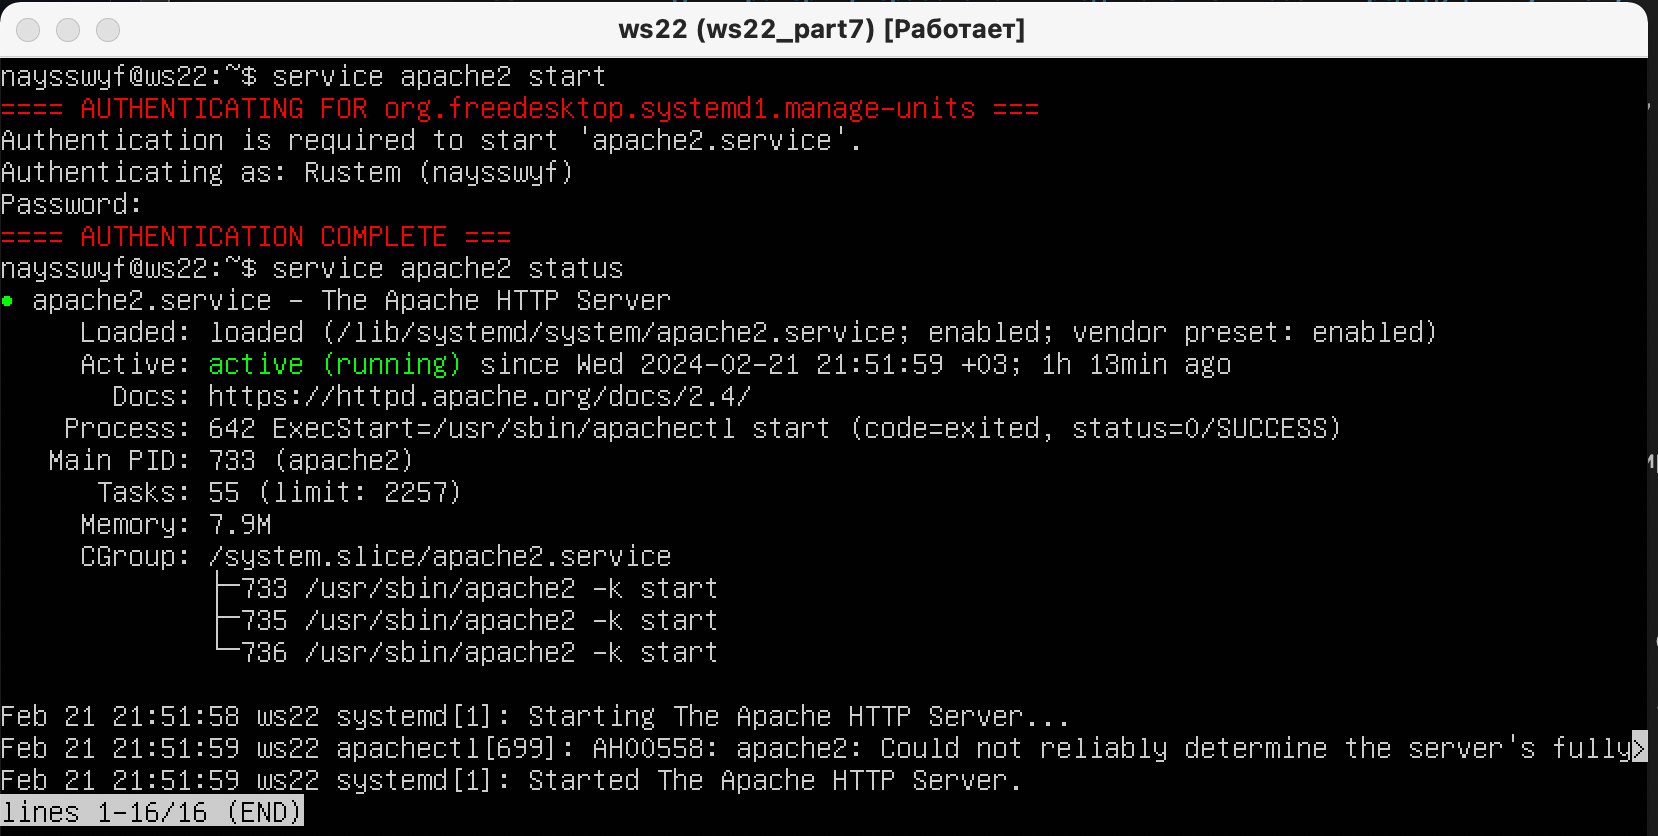 ws22 (ws22_part7) [Работает]
naysswyf@ws22:~$ service apache2 start
==== AUTHENTICATING FOR org.freedesktop.systemd1.manage-units ===
Authentication is required to start 'apache2.service'.
Authenticating as: Rustem (naysswyf)
Password:
==== AUTHENTICATION COMPLETE ===
naysswyf@ws22:~$ service apache2 status
● apache2.service - The Apache HTTP Server
Loaded: loaded (/lib/systemd/system/apache2.service; enabled; vendor preset: enabled)
Active: active (running) since Wed 2024-02-21 21:51:59 +03; 1h 13min ago
Docs: https://httpd.apache.org/docs/2.4/
Process: 642 ExecStart=/usr/sbin/apachectl start (code=exited, status=0/SUCCESS)
Main PID: 733 (apache2)
Tasks: 55 (limit: 2257)
Memory: 7.9M
CGroup: /system.slice/apache2.service
├─733 /usr/sbin/apache2 -k start
├─735 /usr/sbin/apache2 -k start
└─736 /usr/sbin/apache2 -k start
Feb 21 21:51:58 ws22 systemd[1]: Starting The Apache HTTP Server...
Feb 21 21:51:59 ws22 apachectl[699]: AH00558: apache2: Could not reliably determine the server's fully>
Feb 21 21:51:59 ws22 systemd[1]: Started The Apache HTTP Server.
lines 1-16/16 (END)